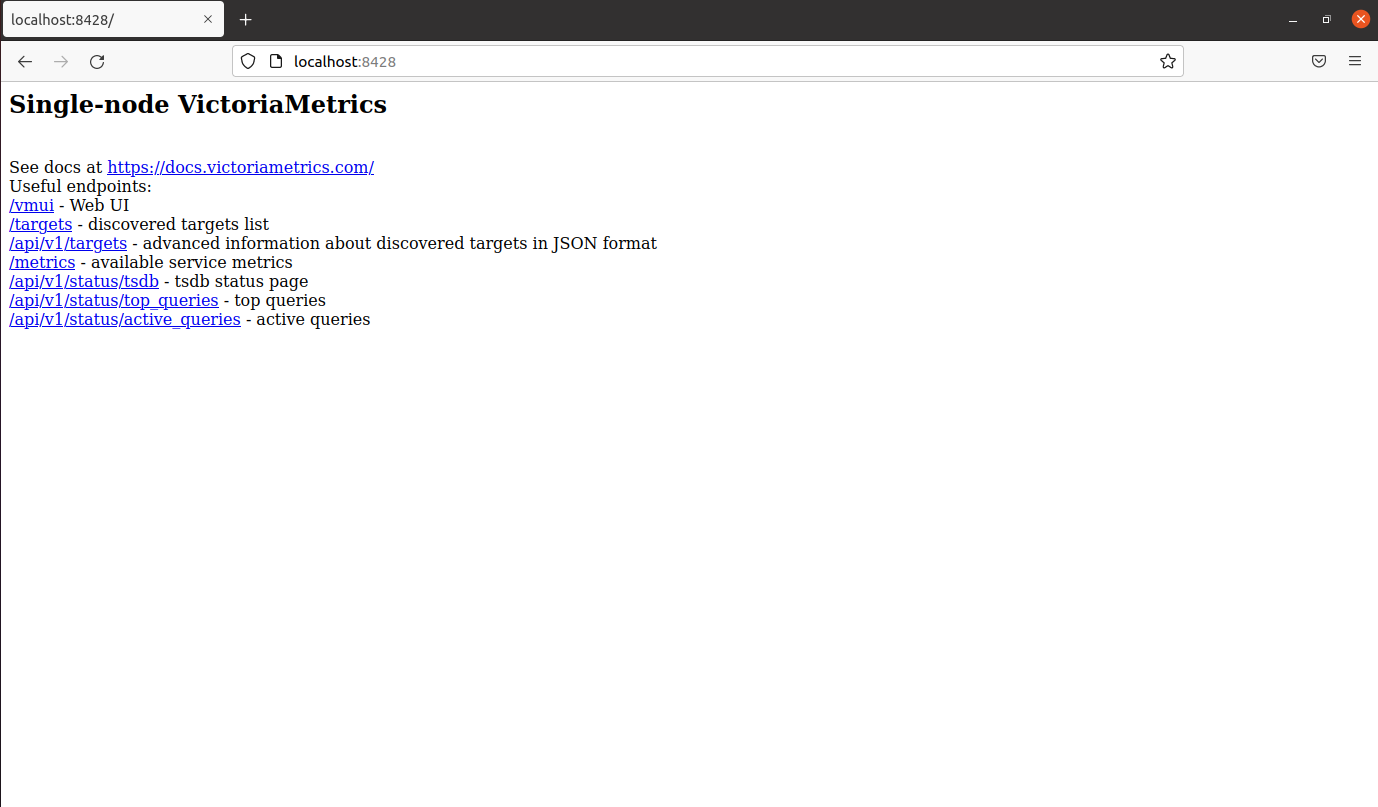 localhost:8428/
localhost:8428
Single-node VictoriaMetrics
See docs at https://docs.victoriametrics.com/
Useful endpoints:
/vmui - Web UI
/targets - discovered targets list
/api/v1/targets - advanced information about discovered targets in JSON format
/metrics - available service metrics
/api/v1/status/tsdb - tsdb status page
/api/v1/status/top_queries - top queries
/api/v1/status/active_queries - active queries